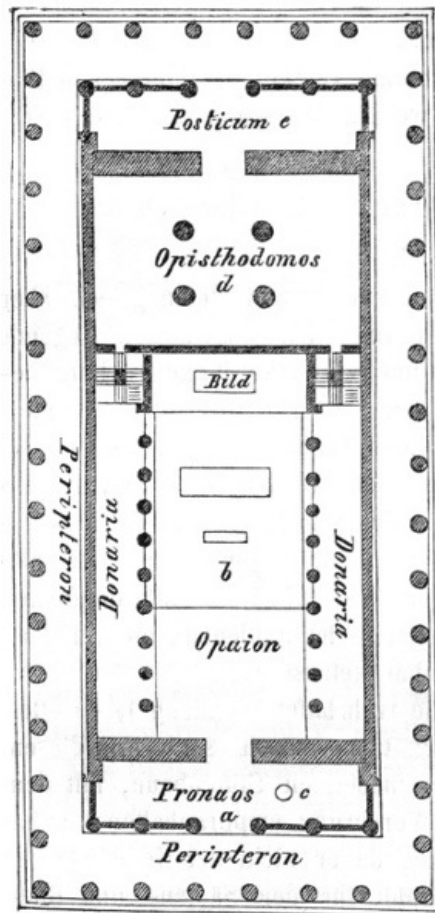 Posticum e
Opisthodomos
d
Bild
Peripteron
Donaria
Donaria
b
Opaion
Pronaos c
a
Peripteron